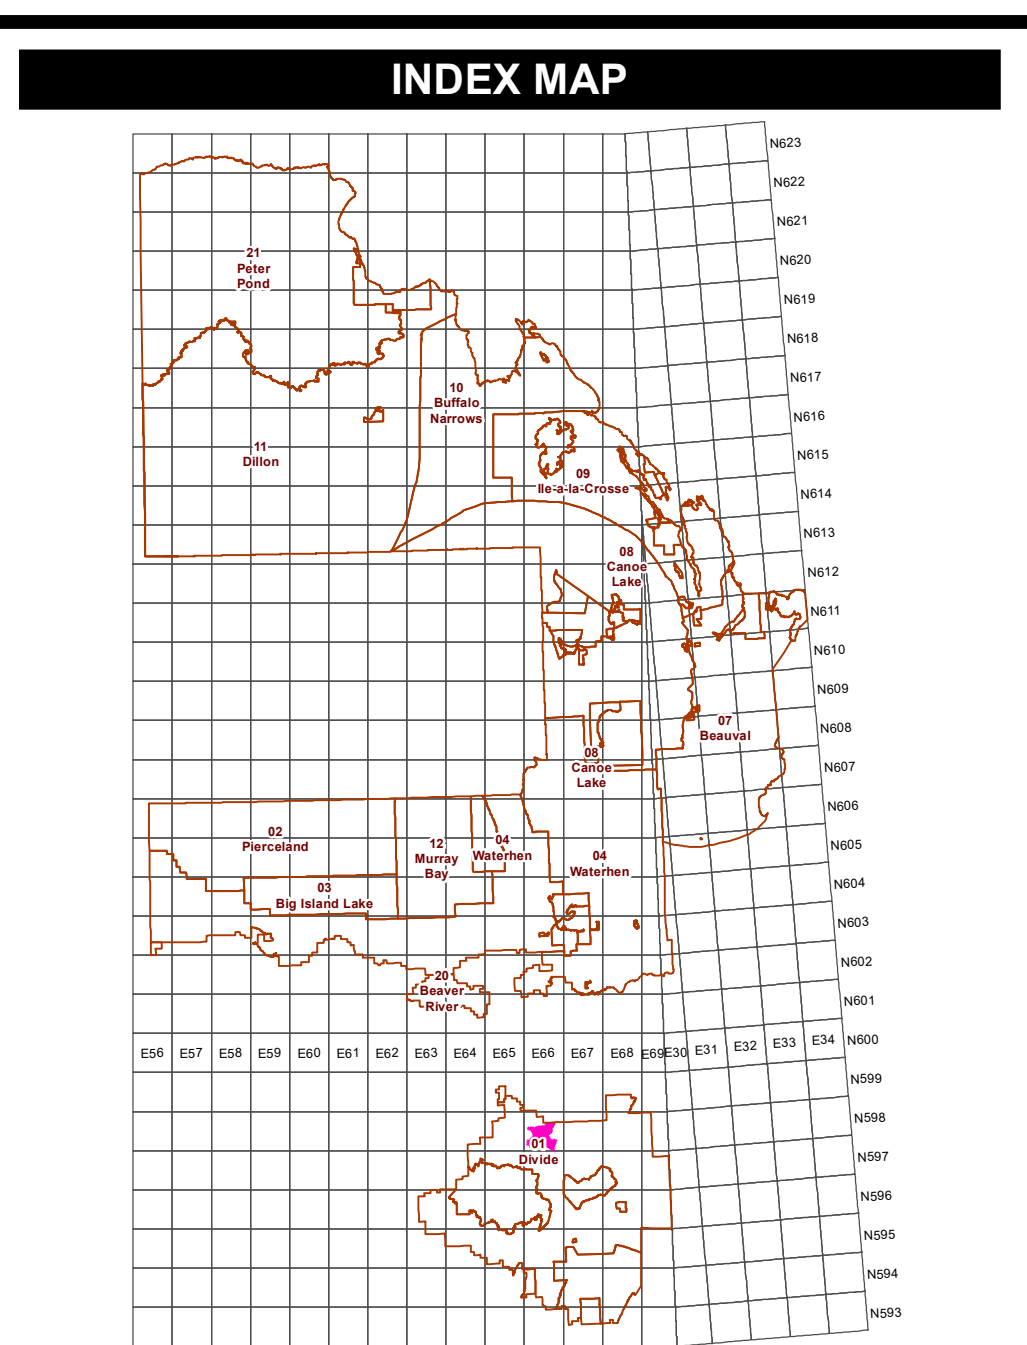 INDEX MAP
N623
N622
N621
N620
21
Peter
Pond
N619
N618
N617
10
Buffalo
Narrows
N616
11
Dillon
N615
09
Ile-a-la-Crosse
N614
N613
08
Canoe
Lake
N612
N611
N610
N609
07
Beauval
N608
08
Canoe
Lake
N607
N606
02
Pierceland
12
Murray
Bay
04
Waterhen
04
Waterhen
N605
03
Big Island Lake
N604
N603
N602
20
Beaver
River
N601
E56 E57 E58 E59 E60 E61 E62 E63 E64 E65 E66 E67 E68 E69 E30 E31 E32 E33 E34 N600
N599
N598
01
Divide
N597
N596
N595
N594
N593